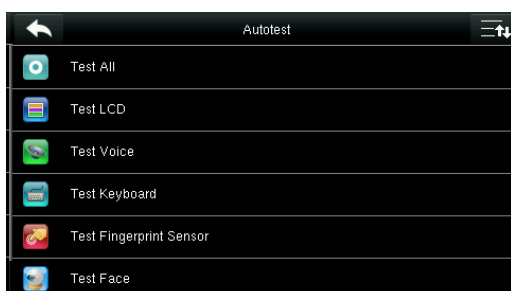 Autotest
Test All
Test LCD
Test Voice
Test Keyboard
Test Fingerprint Sensor
Test Face